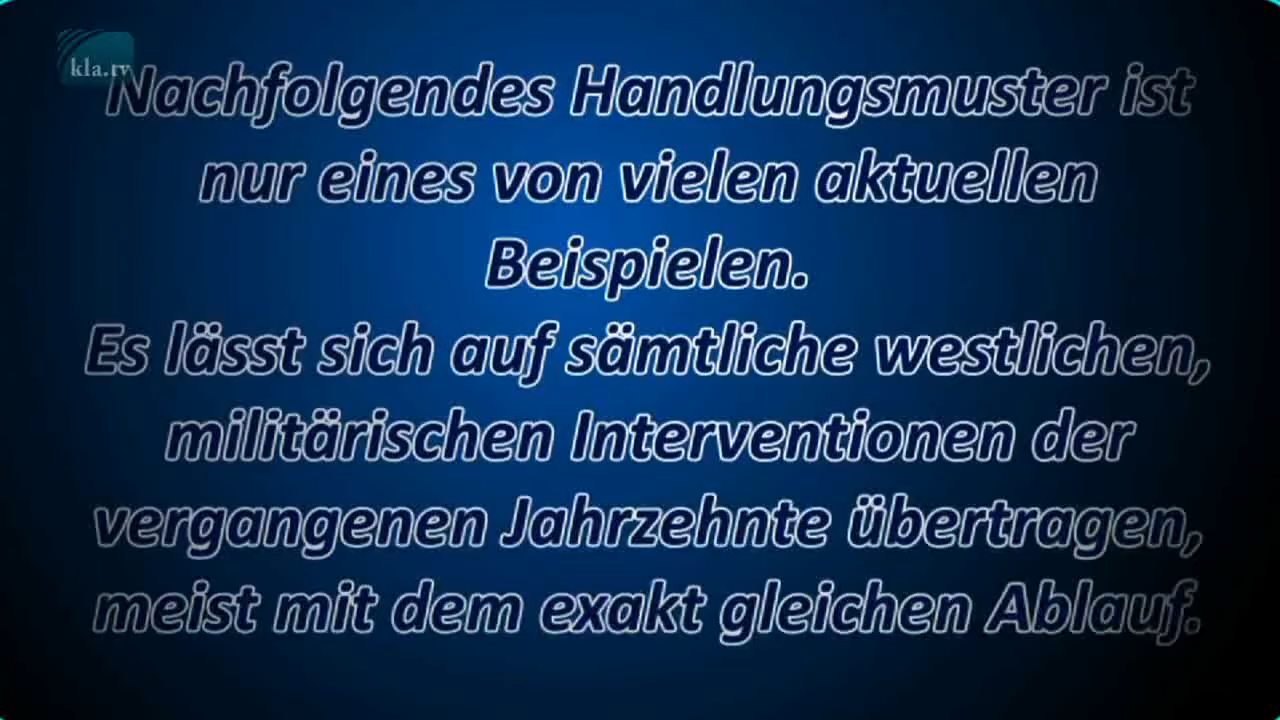 kla.tv
Nachfolgendes Handlungsmuster ist
nur eines von vielen aktuellen
Beispielen.
Es lässt sich auf sämtliche westlichen,
militärischen Interventionen der
vergangenen Jahrzehnte übertragen,
meist mit dem exakt gleichen Ablauf.